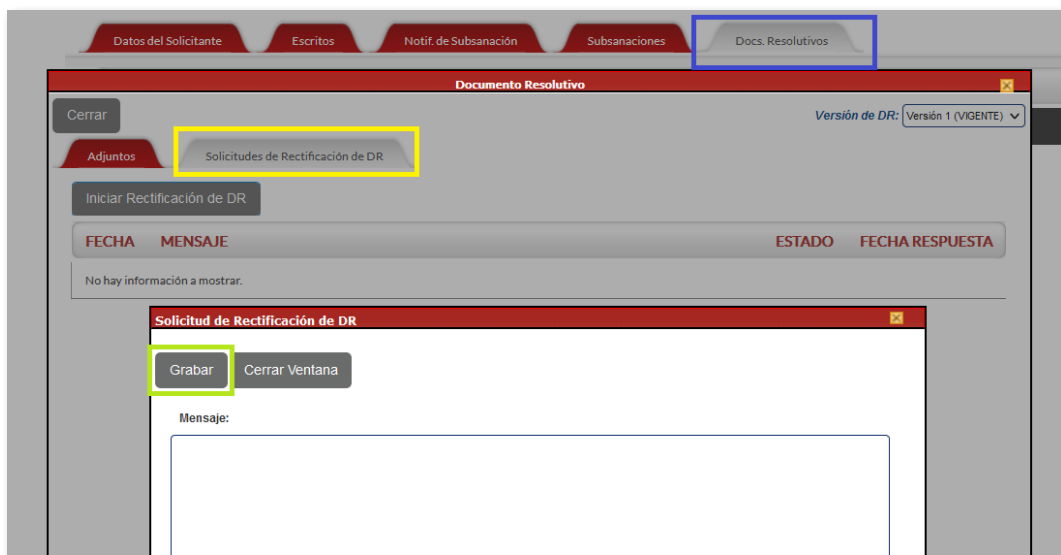 Datos del Solicitante Escritos Notif. de Subsanación Subsanaciones Docs. Resolutivos
Documento Resolutivo
Cerrar Versión de DR: Versión 1 (VIGENTE)
Adjuntos Solicitudes de Rectificación de DR
Iniciar Rectificación de DR
FECHA MENSAJE ESTADO FECHA RESPUESTA
No hay información a mostrar.
Solicitud de Rectificación de DR
Grabar Cerrar Ventana
Mensaje: